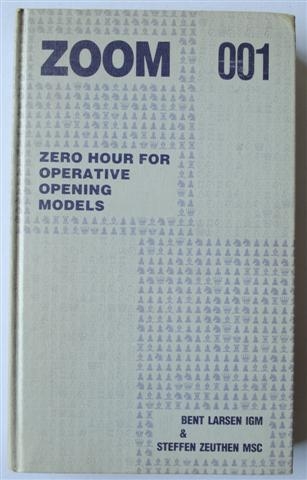 ZOOM 001
ZERO HOUR FOR
OPERATIVE
OPENING
MODELS
BENT LARSEN IGM
&
STEFFEN ZEUTHEN MSC